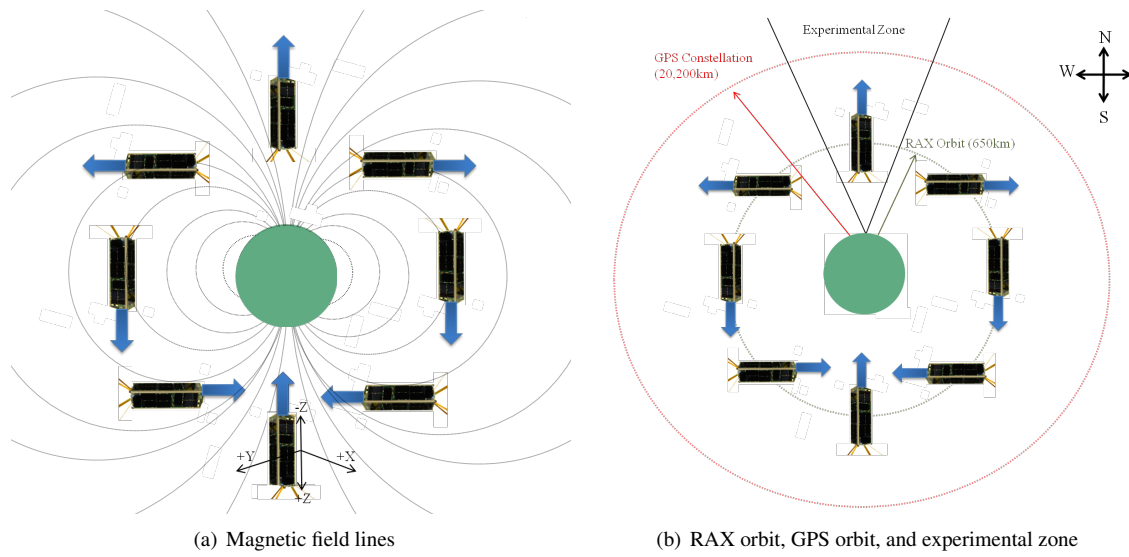 +Y
-Z
+X
+Z
(a) Magnetic field lines
Experimental Zone
GPS Constellation
(20,200km)
RAX Orbit (650km)
N
W
S
(b) RAX orbit, GPS orbit, and experimental zone